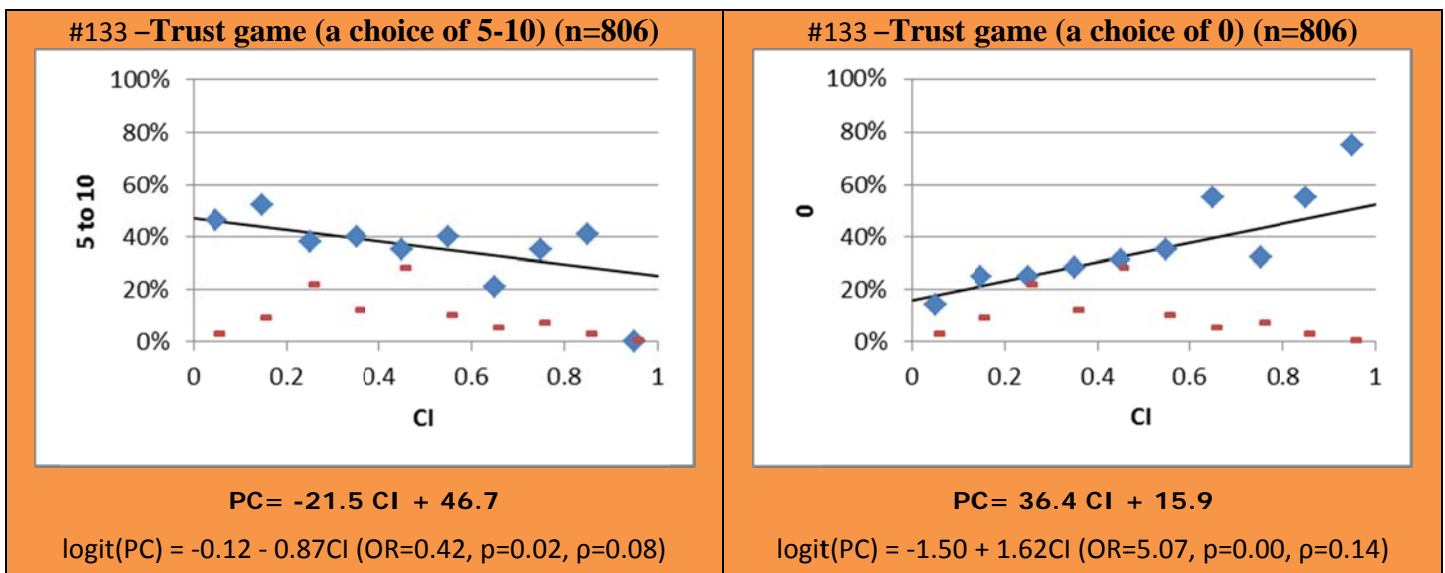 #133 –Trust game (a choice of 5-10) (n=806)
100%
80%
60%
40%
20%
0%
5 to 10
0 0.2 0.4 0.6 0.8 1
CI
PC= -21.5 CI + 46.7
logit(PC) = -0.12 - 0.87CI (OR=0.42, p=0.02, ρ=0.08)
#133 –Trust game (a choice of 0) (n=806)
100%
80%
60%
40%
20%
0%
0
0 0.2 0.4 0.6 0.8 1
CI
PC= 36.4 CI + 15.9
logit(PC) = -1.50 + 1.62CI (OR=5.07, p=0.00, ρ=0.14)